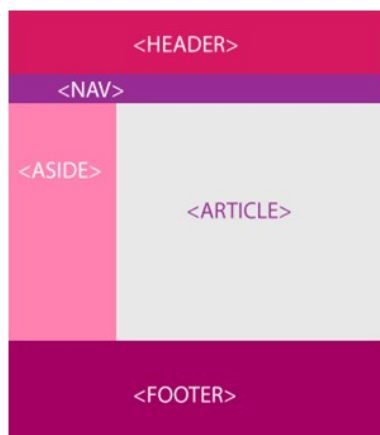 <HEADER>
<NAV>
<ASIDE>
<ARTICLE>
<FOOTER>